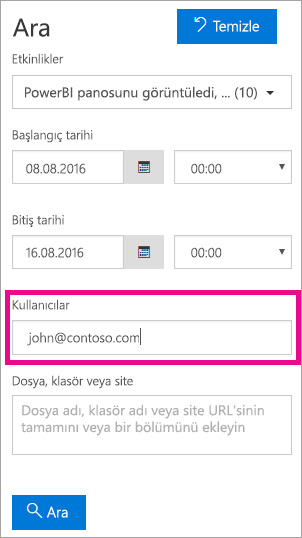 Ara
Temizle
Etkinlikler
PowerBI panosunu görüntüledi, ... (10)
Başlangıç tarihi
08.08.2016
00:00
Bitiş tarihi
16.08.2016
00:00
Kullanıcılar
john@contoso.com
Dosya, klasör veya site
Dosya adı, klasör adı veya site URL'sinin
tamamını veya bir bölümünü ekleyin
Ara